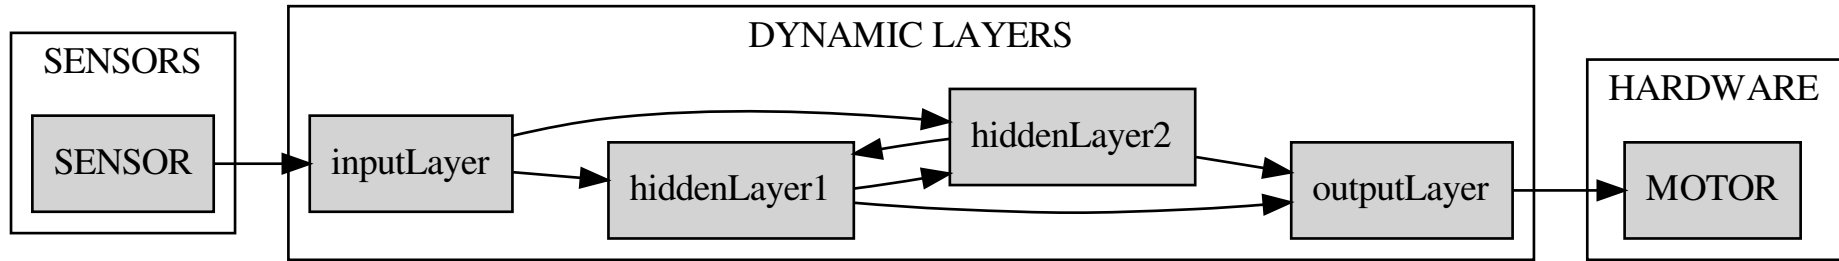 SENSORS
SENSOR
DYNAMIC LAYERS
inputLayer
hiddenLayer1
hiddenLayer2
outputLayer
HARDWARE
MOTOR